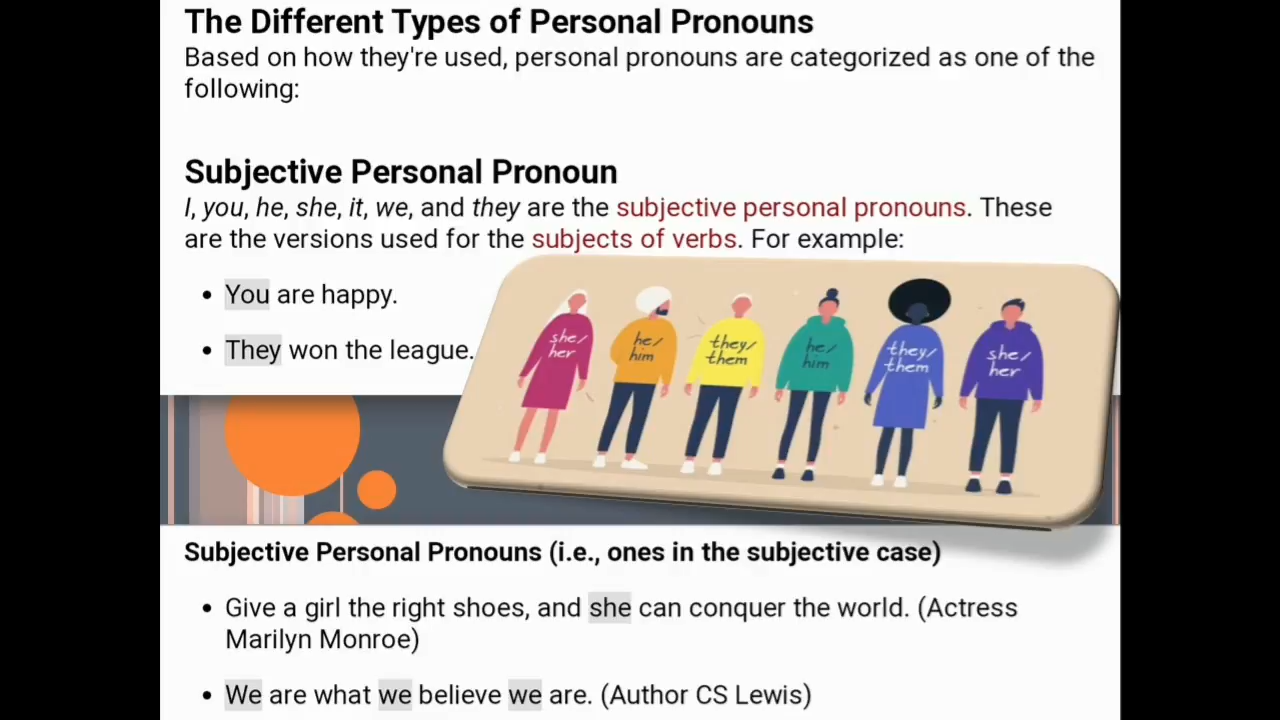 The Different Types of Personal Pronouns
Based on how they're used, personal pronouns are categorized as one of the
following:
Subjective Personal Pronoun
I, you, he, she, it, we, and they are the subjective personal pronouns. These
are the versions used for the subjects of verbs. For example:
• You are happy.
• They won the league.
she/
her
he/
him
they/
them
he/
him
they/
them
she/
her
Subjective Personal Pronouns (i.e., ones in the subjective case)
• Give a girl the right shoes, and she can conquer the world. (Actress
Marilyn Monroe)
• We are what we believe we are. (Author CS Lewis)